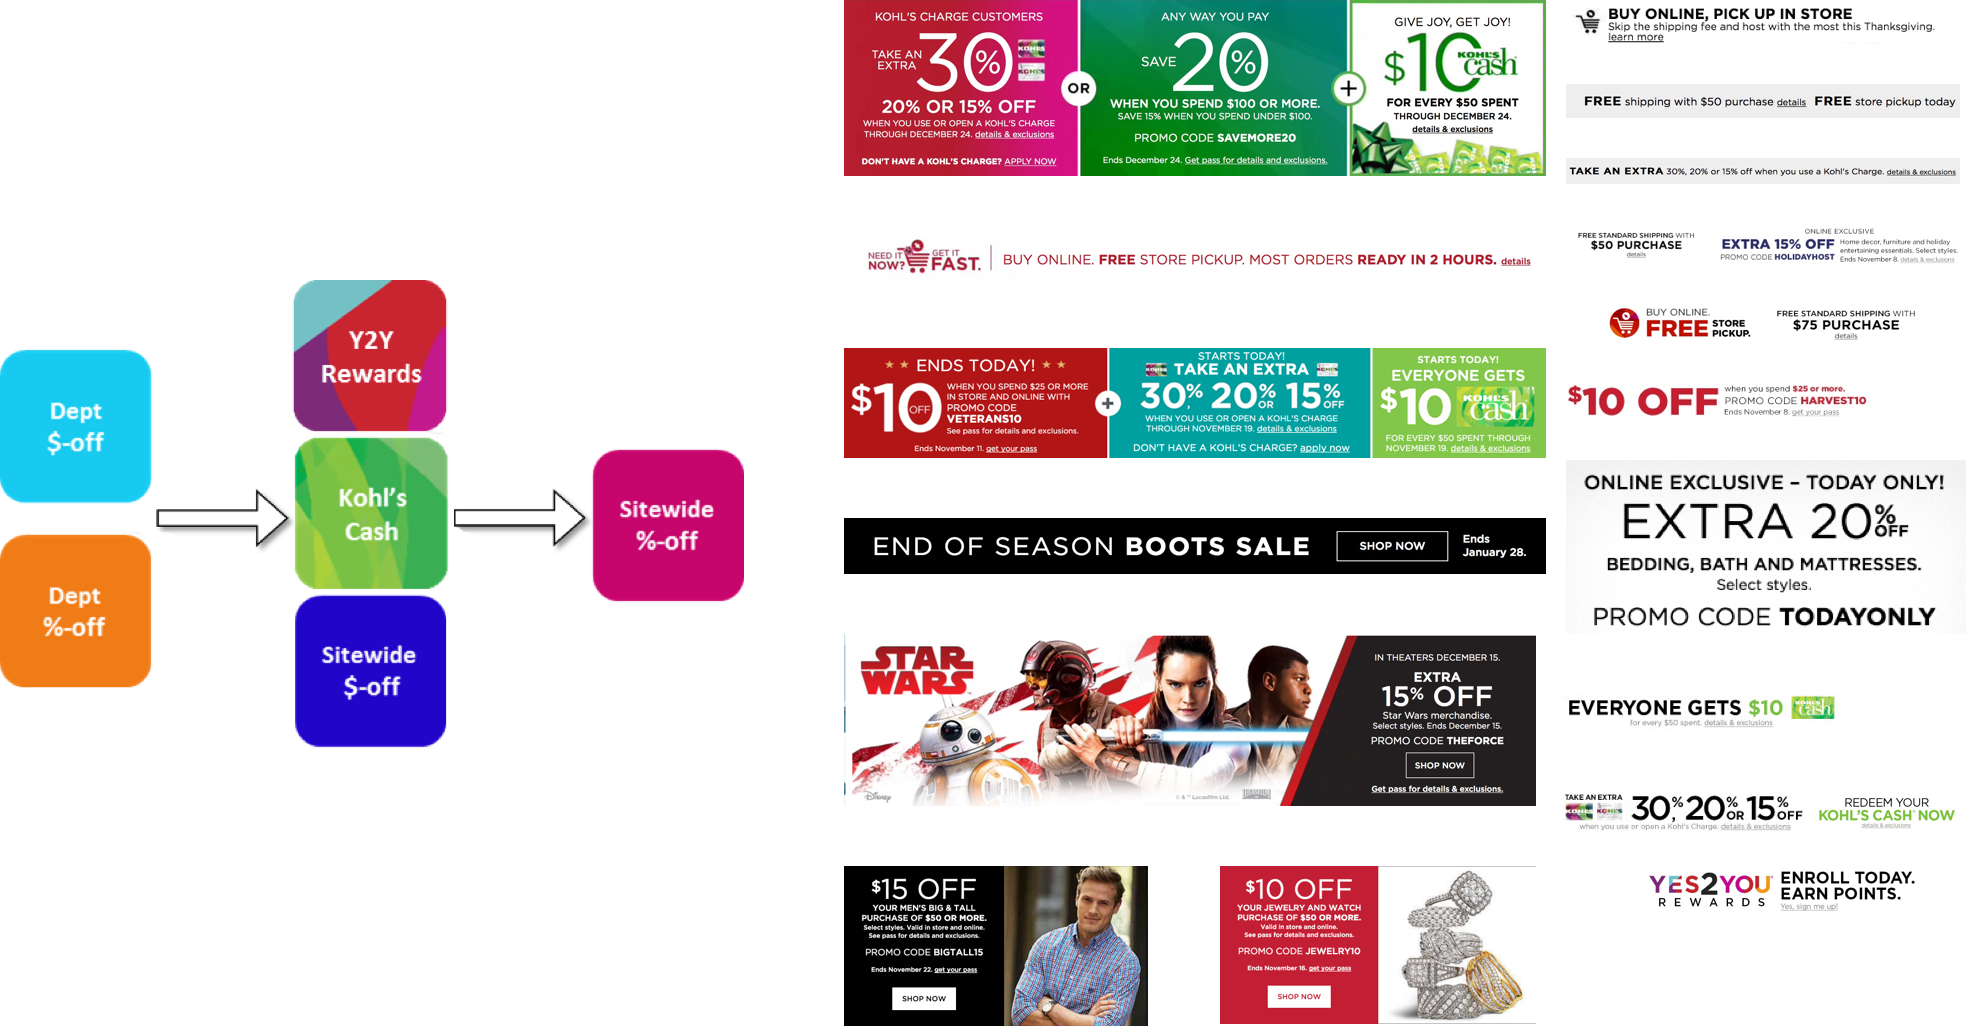 Dept
$-off
Dept
%-off
Y2Y
Rewards
Kohl's
Cash
Sitewide
$-off
Sitewide
%-off
KOHL'S CHARGE CUSTOMERS
TAKE AN
EXTRA
30%
KOHL'S
KOHL'S
20% OR 15% OFF
WHEN YOU USE OR OPEN A KOHL'S CHARGE
THROUGH DECEMBER 24. details & exclusions
DON'T HAVE A KOHL'S CHARGE? APPLY NOW
OR
ANY WAY YOU PAY
SAVE 20%
WHEN YOU SPEND $100 OR MORE.
SAVE 15% WHEN YOU SPEND UNDER $100.
PROMO CODE SAVEMORE20
Ends December 24. Get pass for details and exclusions.
+
GIVE JOY, GET JOY!
$10 KOHL'S cash
FOR EVERY $50 SPENT
THROUGH DECEMBER 24.
details & exclusions
NEED IT
NOW?
GET IT
FAST.
BUY ONLINE. FREE STORE PICKUP. MOST ORDERS READY IN 2 HOURS. details
ENDS TODAY!
$10 OFF
WHEN YOU SPEND $25 OR MORE
IN STORE AND ONLINE WITH
PROMO CODE
VETERANS10
See pass for details and exclusions.
Ends November 11. get your pass
+
STARTS TODAY!
KOHL'S TAKE AN EXTRA KOHL'S
30%, 20% OR 15% OFF
WHEN YOU USE OR OPEN A KOHL'S CHARGE
THROUGH NOVEMBER 19. details & exclusions
DON'T HAVE A KOHL'S CHARGE? apply now
STARTS TODAY!
EVERYONE GETS
$10 KOHL'S cash
FOR EVERY $50 SPENT THROUGH
NOVEMBER 19. details & exclusions
END OF SEASON BOOTS SALE
SHOP NOW
Ends
January 28.
STAR
WARS
Disney
© & ™ Lucasfilm Ltd.
IN THEATERS DECEMBER 15.
EXTRA
15% OFF
Star Wars merchandise.
Select styles. Ends December 15.
PROMO CODE THEFORCE
SHOP NOW
Get pass for details & exclusions.
$15 OFF
YOUR MEN'S BIG & TALL
PURCHASE OF $50 OR MORE.
Select styles. Valid in store and online.
See pass for details and exclusions.
PROMO CODE BIGTALL15
Ends November 22. get your pass
SHOP NOW
$10 OFF
YOUR JEWELRY AND WATCH
PURCHASE OF $50 OR MORE.
Valid in store and online.
See pass for details and exclusions.
PROMO CODE JEWELRY10
Ends November 16. get your pass
SHOP NOW
BUY ONLINE, PICK UP IN STORE
Skip the shipping fee and host with the most this Thanksgiving.
learn more
FREE shipping with $50 purchase details FREE store pickup today
TAKE AN EXTRA 30%, 20% or 15% off when you use a Kohl's Charge. details & exclusions
FREE STANDARD SHIPPING WITH
$50 PURCHASE
details
ONLINE EXCLUSIVE
EXTRA 15% OFF
PROMO CODE HOLIDAYHOST
Home decor, furniture and holiday
entertaining essentials. Select styles.
Ends November 8. details & exclusions
BUY ONLINE.
FREE STORE PICKUP.
FREE STANDARD SHIPPING WITH
$75 PURCHASE
details
$10 OFF
when you spend $25 or more.
PROMO CODE HARVEST10
Ends November 8. get your pass
ONLINE EXCLUSIVE – TODAY ONLY!
EXTRA 20% OFF
BEDDING, BATH AND MATTRESSES.
Select styles.
PROMO CODE TODAYONLY
EVERYONE GETS $10 KOHL'S cash
for every $50 spent. details & exclusions
TAKE AN EXTRA
KOHL'S KOHL'S
30%, 20% OR 15% OFF
when you use or open a Kohl's Charge. details & exclusions
REDEEM YOUR
KOHL'S CASH® NOW
details & exclusions
YES2YOU
REWARDS
ENROLL TODAY.
EARN POINTS.
Yes, sign me up!